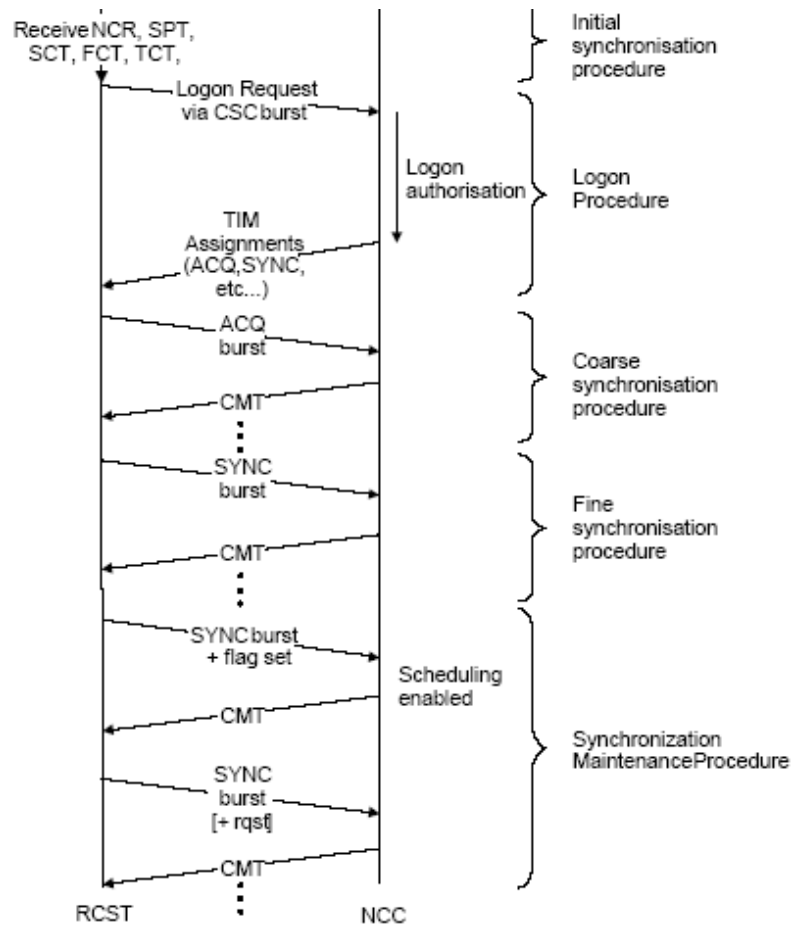 Receive NCR, SPT,
SCT, FCT, TCT,
Initial
synchronisation
procedure
Logon Request
via CSC burst
Logon
authorisation
Logon
Procedure
TIM
Assignments
(ACQ,SYNC,
etc...)
ACQ
burst
CMT
Coarse
synchronisation
procedure
SYNC
burst
CMT
Fine
synchronisation
procedure
SYNC burst
+ flag set
Scheduling
enabled
CMT
SYNC
burst
[+ rqst]
CMT
Synchronization
MaintenanceProcedure
RCST
NCC